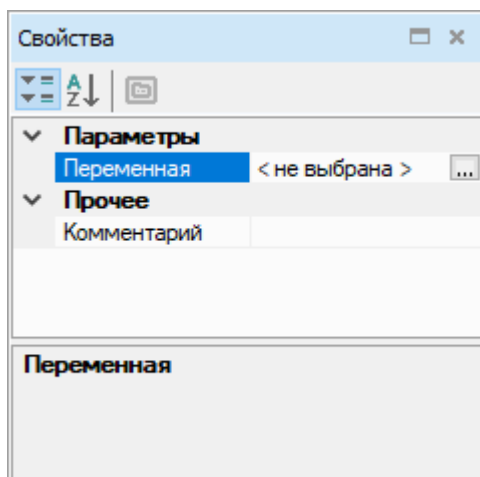 Свойства
Параметры
Переменная < не выбрана > ...
Прочее
Комментарий
Переменная